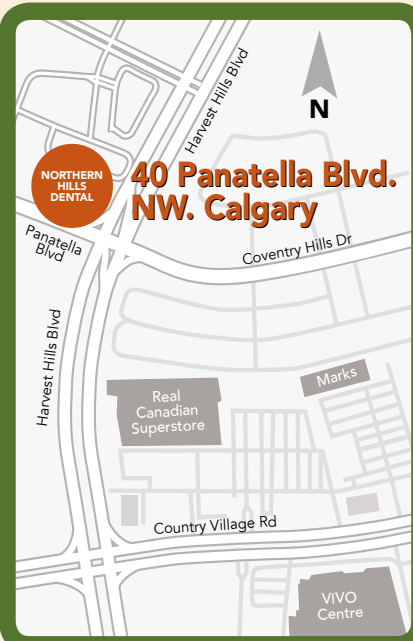 Harvest Hills Blvd
N
NORTHERN
HILLS
DENTAL
40 Panatella Blvd.
NW. Calgary
Panatella
Blvd
Coventry Hills Dr
Harvest Hills Blvd
Marks
Real
Canadian
Superstore
Country Village Rd
VIVO
Centre